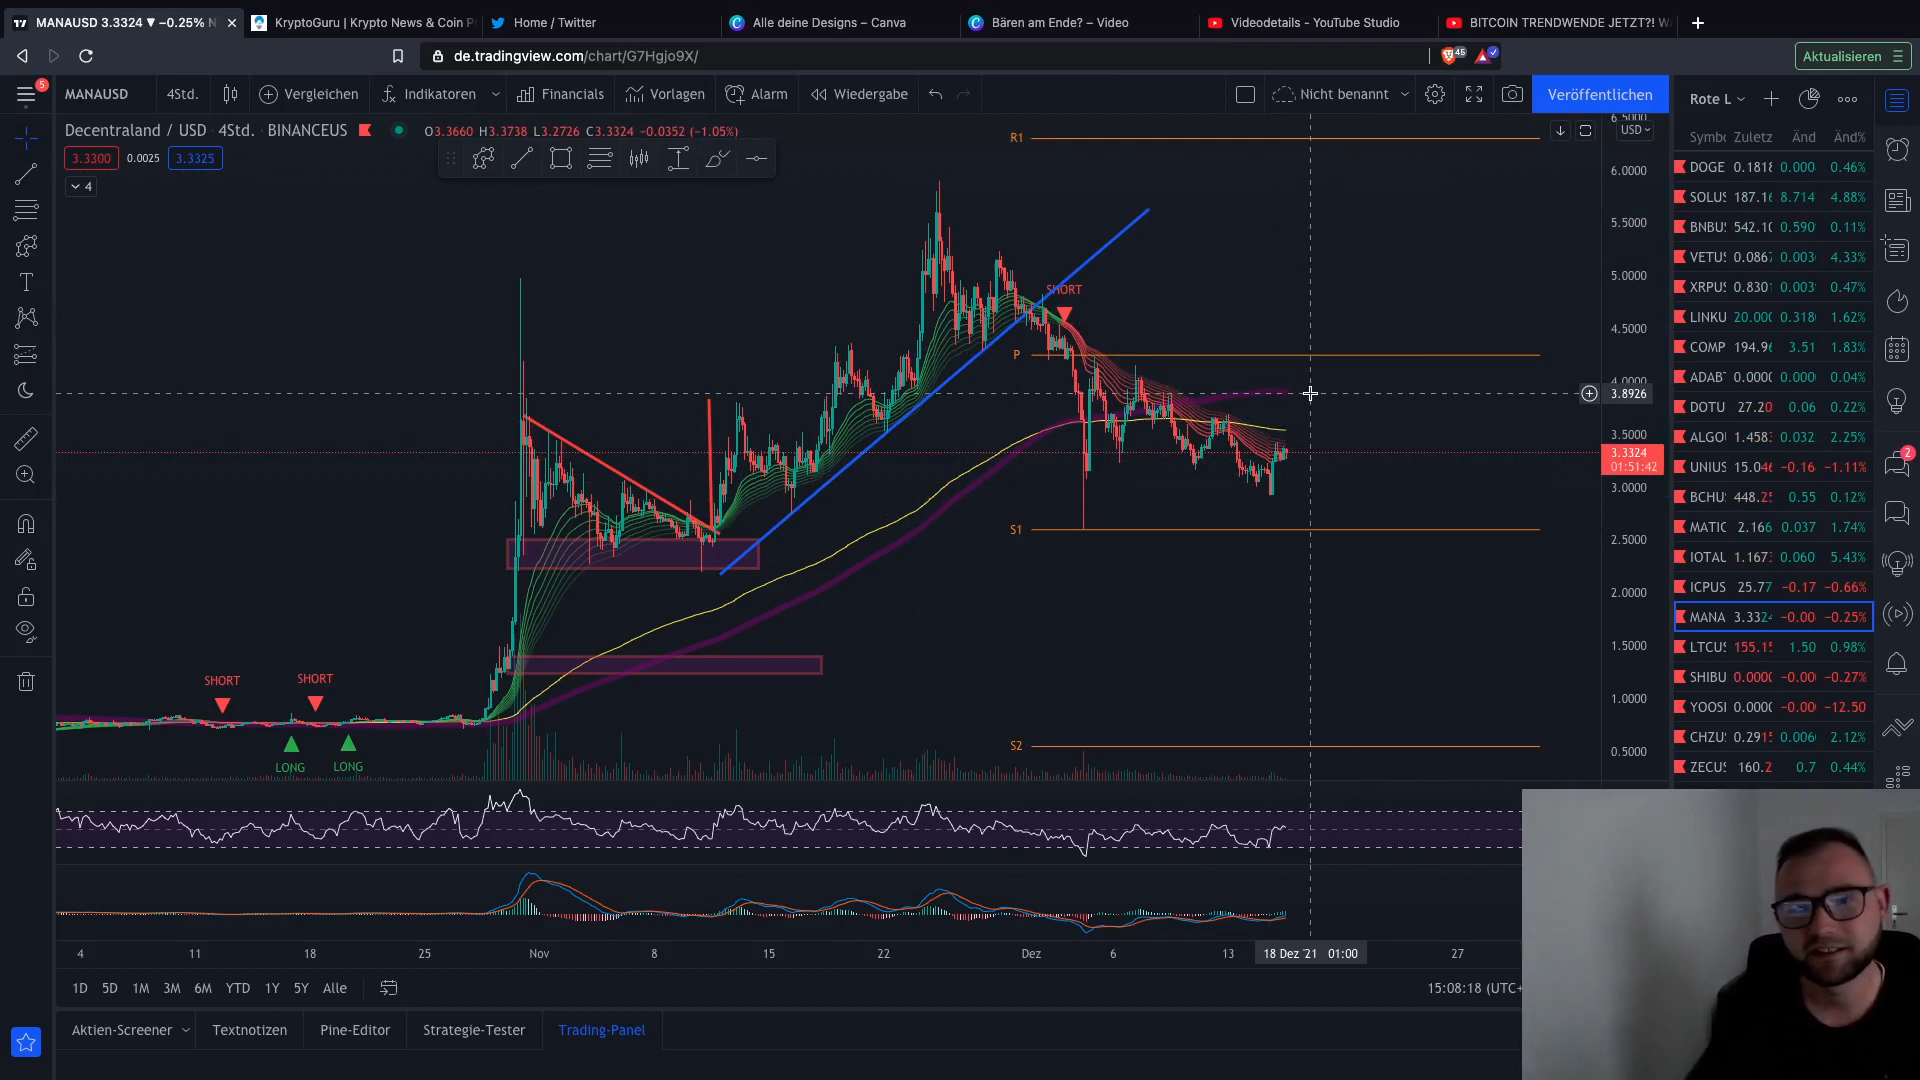 MANAUSD 3.3324 ▼ −0.25% N
KryptoGuru | Krypto News & Coin P
Home / Twitter
Alle deine Designs – Canva
Bären am Ende? – Video
Videodetails - YouTube Studio
BITCOIN TRENDWENDE JETZT?! W
de.tradingview.com/chart/G7Hgjo9X/
45
Aktualisieren
5
MANAUSD
4Std.
Vergleichen
Indikatoren
Financials
Vorlagen
Alarm
Wiedergabe
Nicht benannt
Veröffentlichen
Rote L
Decentraland / USD · 4Std. · BINANCEUS
O3.3660 H3.3738 L3.2726 C3.3324 −0.0352 (−1.05%)
3.3300 0.0025 3.3325
4
USD
Symbo Zuletz Änd Änd%
DOGE 0.1818 0.000 0.46%
SOLUS 187.16 8.714 4.88%
BNBUS 542.10 0.590 0.11%
VETUS 0.0867 0.003 4.33%
XRPUS 0.830 0.003 0.47%
LINKU 20.000 0.318 1.62%
COMP 194.96 3.51 1.83%
ADABT 0.0000 0.000 0.04%
DOTU 27.20 0.06 0.22%
ALGO 1.4583 0.032 2.25%
UNIUS 15.046 −0.16 −1.11%
BCHUS 448.25 0.55 0.12%
MATIC 2.166 0.037 1.74%
IOTAU 1.1673 0.060 5.43%
ICPUS 25.77 −0.17 −0.66%
MANA 3.3324 −0.00 −0.25%
LTCUS 155.15 1.50 0.98%
SHIBU 0.0000 −0.00 −0.27%
YOOSI 0.0000 −0.00 −12.50
CHZUS 0.2915 0.006 2.12%
ZECUS 160.2 0.7 0.44%
2
R1
P
S1
S2
SHORT
SHORT
SHORT
LONG
LONG
6.5000
6.0000
5.5000
5.0000
4.5000
4.0000
3.8926
3.5000
3.3324
01:51:42
3.0000
2.5000
2.0000
1.5000
1.0000
0.5000
4 11 18 25 Nov 8 15 22 Dez 6 13 18 Dez '21 01:00 27
1D 5D 1M 3M 6M YTD 1Y 5Y Alle
15:08:18 (UTC+
Aktien-Screener
Textnotizen
Pine-Editor
Strategie-Tester
Trading-Panel